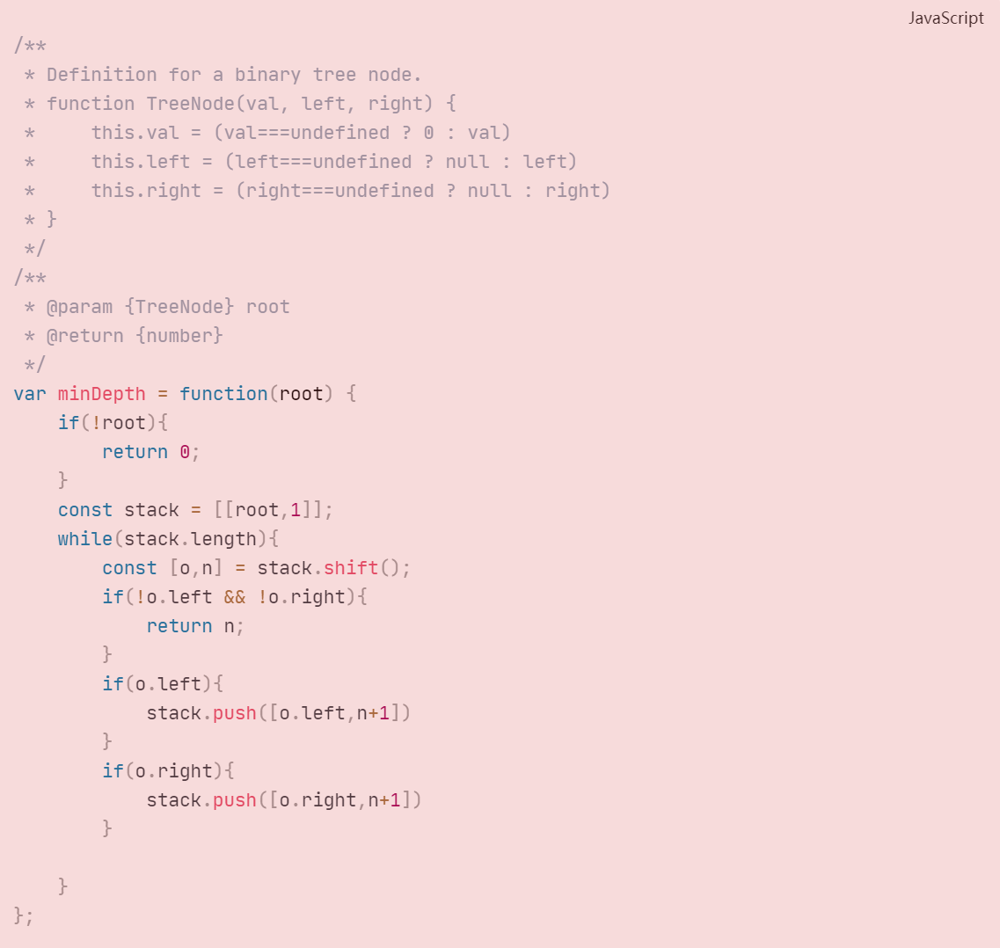 JavaScript
/**
 * Definition for a binary tree node.
 * function TreeNode(val, left, right) {
 *     this.val = (val===undefined ? 0 : val)
 *     this.left = (left===undefined ? null : left)
 *     this.right = (right===undefined ? null : right)
 * }
 */
/**
 * @param {TreeNode} root
 * @return {number}
 */
var minDepth = function(root) {
    if(!root){
        return 0;
    }
    const stack = [[root,1]];
    while(stack.length){
        const [o,n] = stack.shift();
        if(!o.left && !o.right){
            return n;
        }
        if(o.left){
            stack.push([o.left,n+1])
        }
        if(o.right){
            stack.push([o.right,n+1])
        }

    }
};